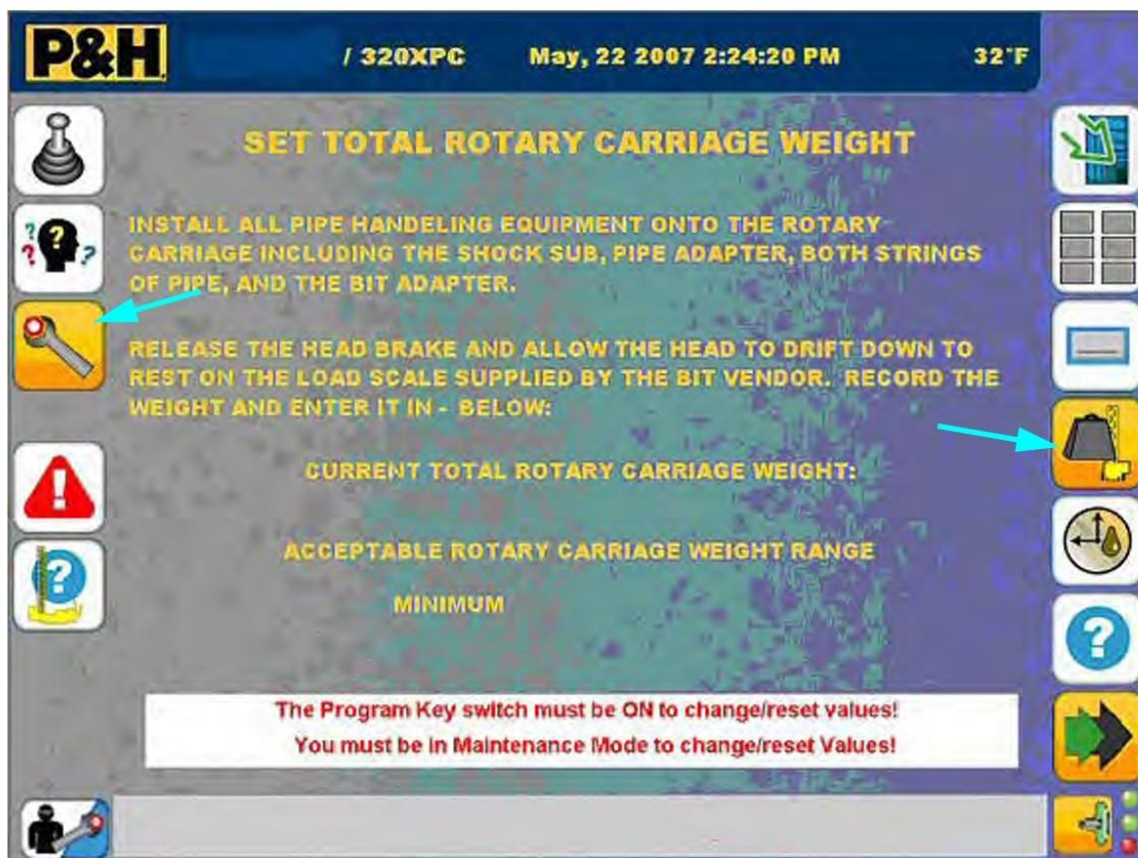 P&H
/ 320XPC May, 22 2007 2:24:20 PM 32°F
SET TOTAL ROTARY CARRIAGE WEIGHT
INSTALL ALL PIPE HANDELING EQUIPMENT ONTO THE ROTARY
CARRIAGE INCLUDING THE SHOCK SUB, PIPE ADAPTER, BOTH STRINGS
OF PIPE, AND THE BIT ADAPTER.
RELEASE THE HEAD BRAKE AND ALLOW THE HEAD TO DRIFT DOWN TO
REST ON THE LOAD SCALE SUPPLIED BY THE BIT VENDOR. RECORD THE
WEIGHT AND ENTER IT IN - BELOW:
CURRENT TOTAL ROTARY CARRIAGE WEIGHT:
ACCEPTABLE ROTARY CARRIAGE WEIGHT RANGE
MINIMUM
The Program Key switch must be ON to change/reset values!
You must be in Maintenance Mode to change/reset Values!